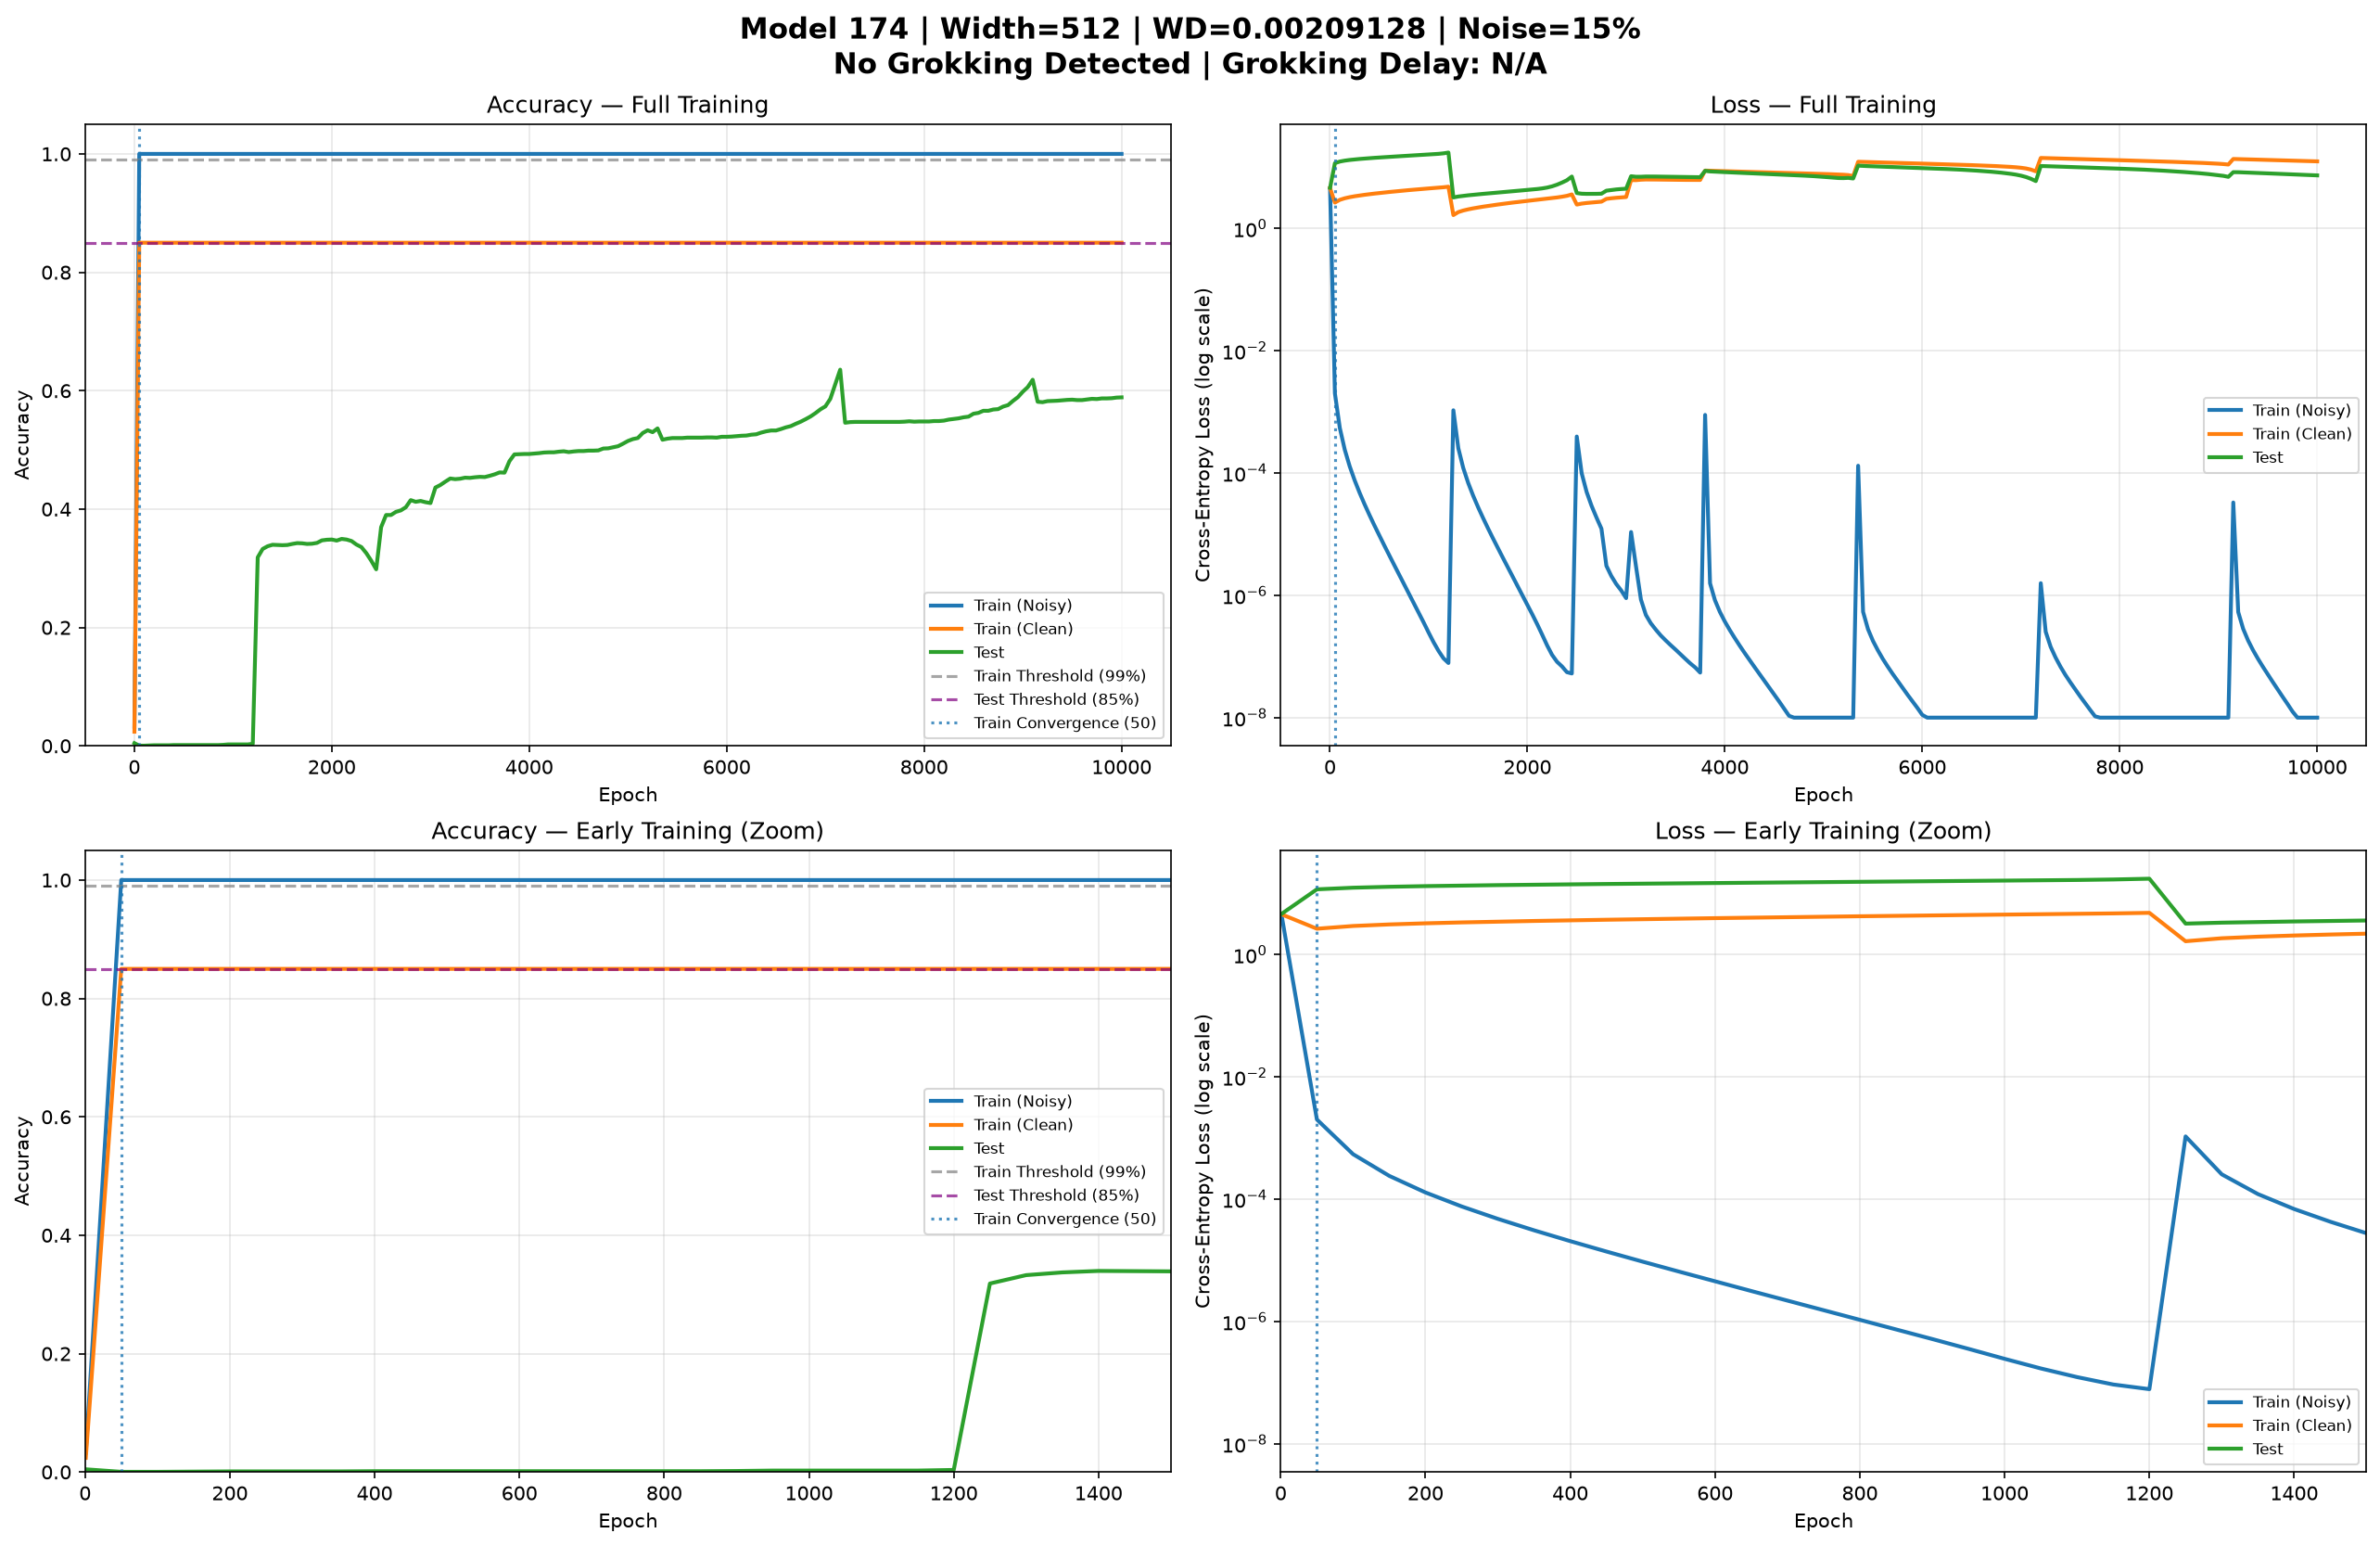 Model 174 | Width=512 | WD=0.00209128 | Noise=15%
No Grokking Detected | Grokking Delay: N/A
Accuracy — Full Training
Accuracy
1.0
0.8
0.6
0.4
0.2
0.0
Train (Noisy)
Train (Clean)
Test
Train Threshold (99%)
Test Threshold (85%)
Train Convergence (50)
0 2000 4000 6000 8000 10000
Epoch
Loss — Full Training
Cross-Entropy Loss (log scale)
10⁰
10⁻²
10⁻⁴
10⁻⁶
10⁻⁸
Train (Noisy)
Train (Clean)
Test
0 2000 4000 6000 8000 10000
Epoch
Accuracy — Early Training (Zoom)
Accuracy
1.0
0.8
0.6
0.4
0.2
0.0
Train (Noisy)
Train (Clean)
Test
Train Threshold (99%)
Test Threshold (85%)
Train Convergence (50)
0 200 400 600 800 1000 1200 1400
Epoch
Loss — Early Training (Zoom)
Cross-Entropy Loss (log scale)
10⁰
10⁻²
10⁻⁴
10⁻⁶
10⁻⁸
Train (Noisy)
Train (Clean)
Test
0 200 400 600 800 1000 1200 1400
Epoch